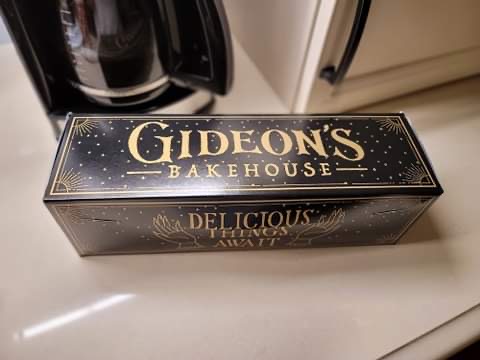 GIDEON'S
BAKEHOUSE
DELICIOUS
THINGS
AWAIT